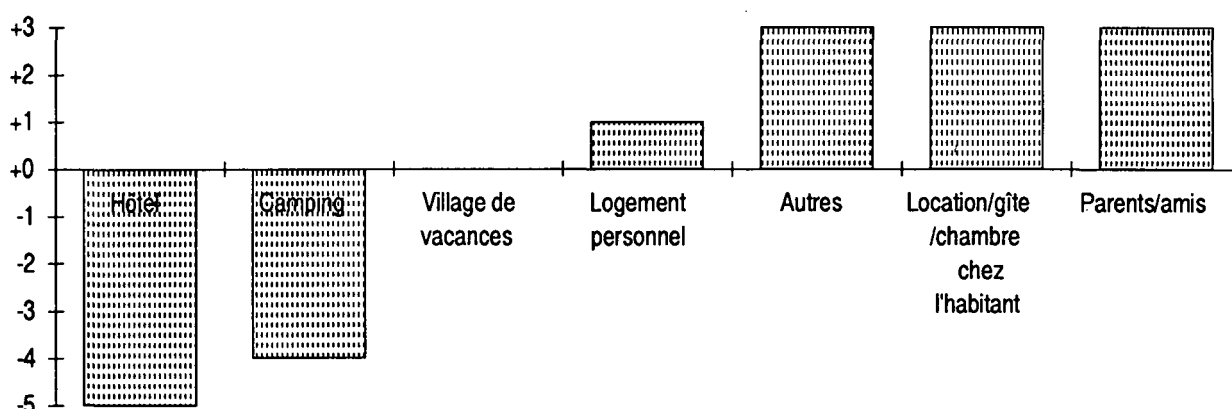 +3
+2
+1
+0
-1
-2
-3
-4
-5
Hôtel
Camping
Village de
vacances
Logement
personnel
Autres
Location/gîte
/chambre
chez
l'habitant
Parents/amis